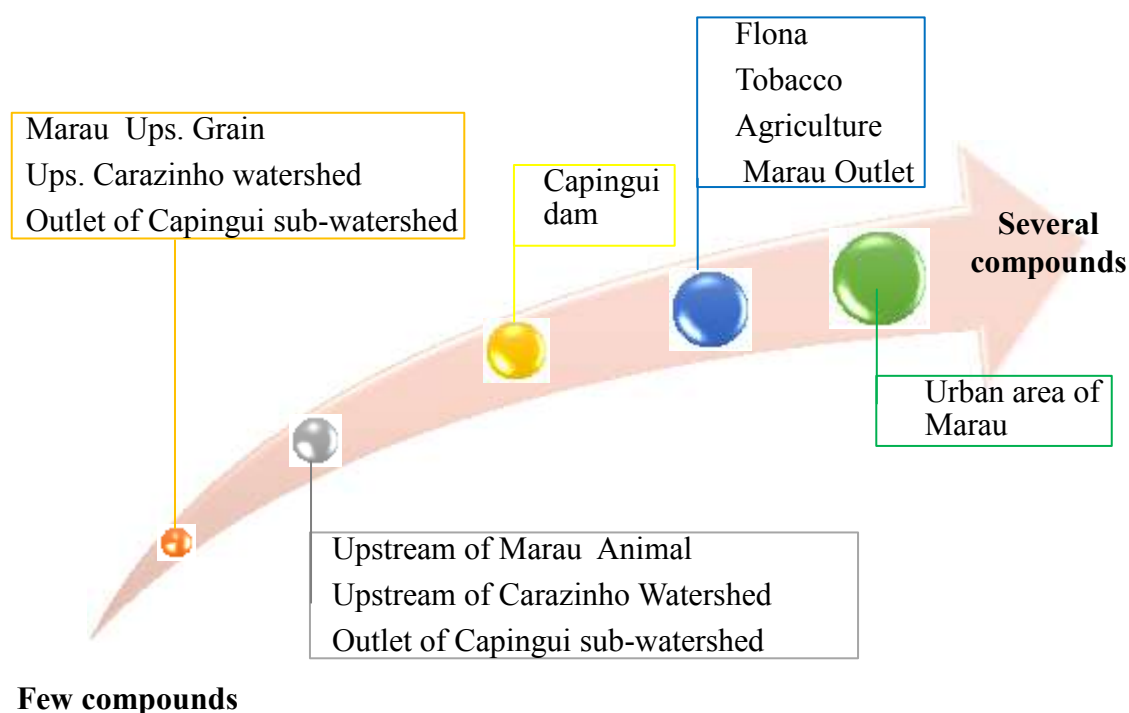 Flona
Tobacco
Agriculture
Marau Outlet
Marau Ups. Grain
Ups. Carazinho watershed
Outlet of Capingui sub-watershed
Capingui
dam
Several
compounds
Urban area of
Marau
Upstream of Marau Animal
Upstream of Carazinho Watershed
Outlet of Capingui sub-watershed
Few compounds